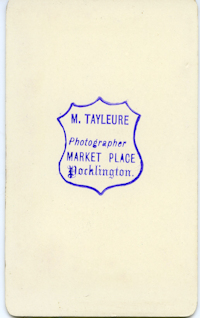 M. TAYLEURE
Photographer
MARKET PLACE
Pocklington.